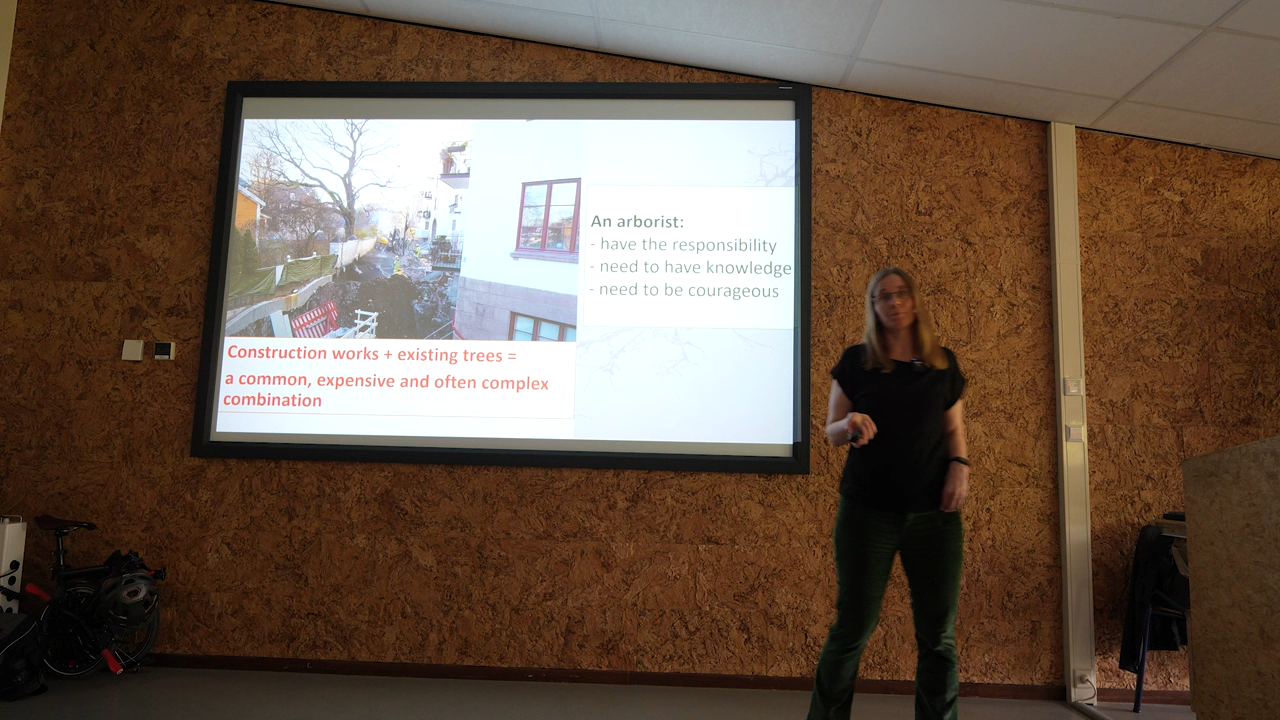 An arborist:
- have the responsibility
- need to have knowledge
- need to be courageous
Construction works + existing trees =
a common, expensive and often complex
combination